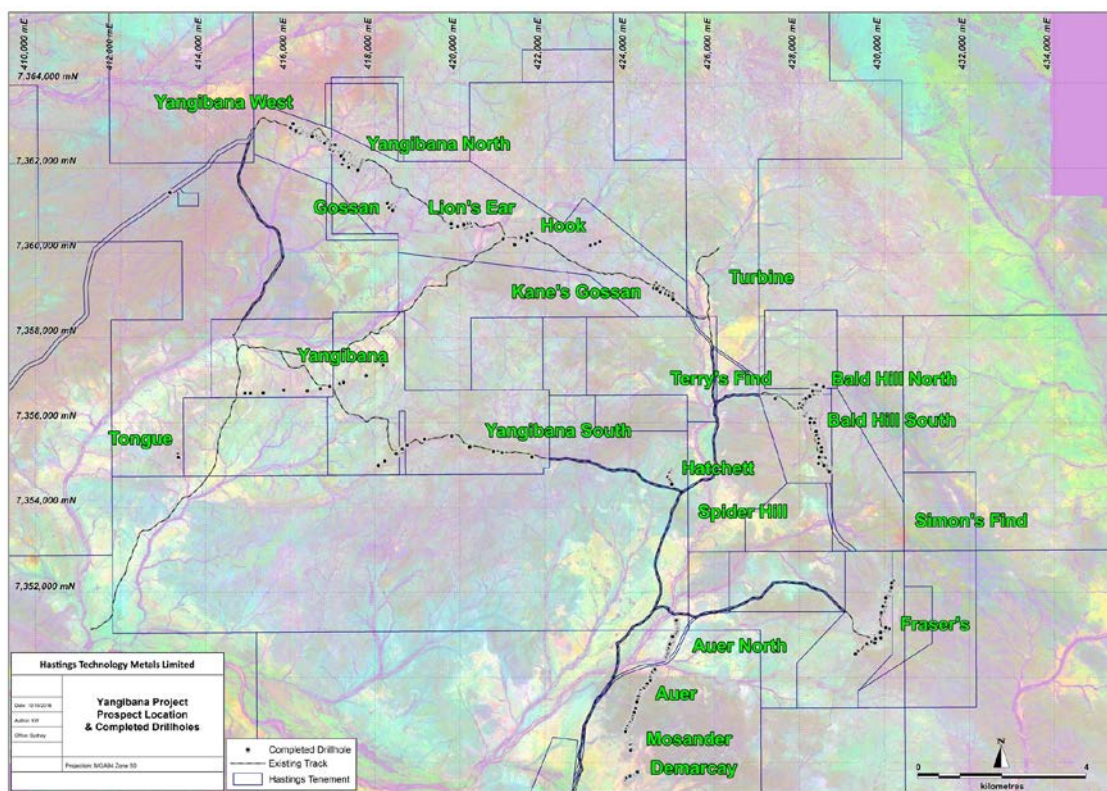 410,000 mE
412,000 mE
414,000 mE
416,000 mE
418,000 mE
420,000 mE
422,000 mE
424,000 mE
426,000 mE
428,000 mE
430,000 mE
432,000 mE
434,000 mE
7,364,000 mN
7,362,000 mN
7,360,000 mN
7,358,000 mN
7,356,000 mN
7,354,000 mN
7,352,000 mN
Yangibana West
Yangibana North
Gossan
Lion's Ear
Hook
Kane's Gossan
Turbine
Yangibana
Terry's Find
Bald Hill North
Bald Hill South
Tongue
Yangibana South
Hatchett
Spider Hill
Simon's Find
Fraser's
Auer North
Auer
Mosander
Demarcay
Hastings Technology Metals Limited
Yangibana Project
Prospect Location
& Completed Drillholes
Author: KW
Office: Sydney
Projection: MGA94 Zone 50
Completed Drillhole
Existing Track
Hastings Tenement
N
0 4
kilometres